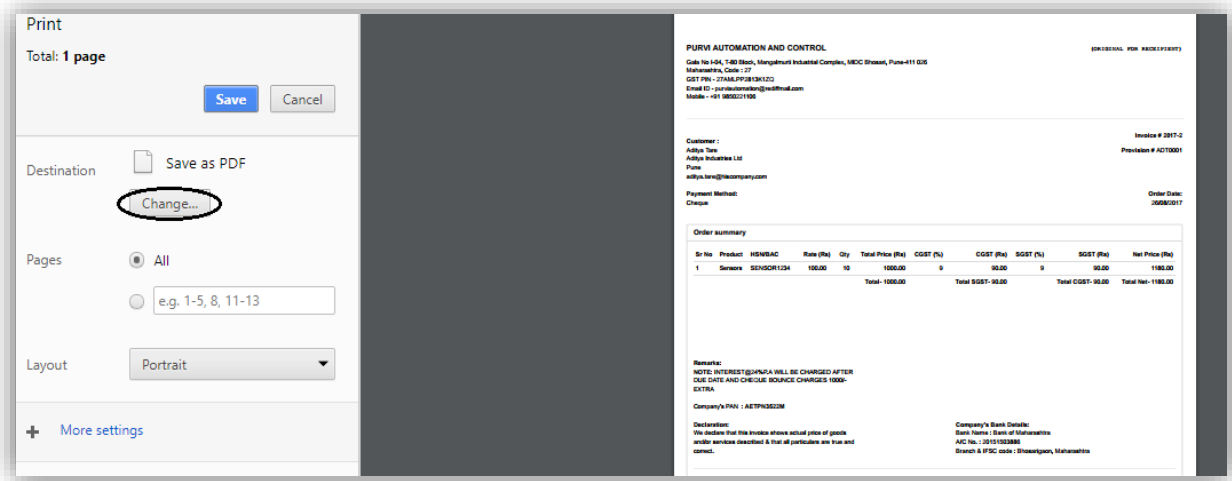 Print
Total: 1 page
Save Cancel
Destination Save as PDF
Change...
Pages All
e.g. 1-5, 8, 11-13
Layout Portrait
More settings
PURVI AUTOMATION AND CONTROL (ORIGINAL FOR RECEIPIENT)
Gala No I-04, T-80 Block, Mangalmurti Industrial Complex, MIDC Bhosari, Pune-411 026
Maharashtra, Code : 27
GST PIN - 27AMLPP2813K1ZQ
Email ID - purviautomation@rediffmail.com
Mobile - +91 9850221106
Invoice # 2017-2
Customer :
Aditya Tare Provision # ADT0001
Aditya Industries Ltd
Pune
aditya.tare@hiscompany.com
Payment Method: Order Date:
Cheque 26/08/2017
Order summary
Sr No Product HSN/BAC Rate (Rs) Qty Total Price (Rs) CGST (%) CGST (Rs) SGST (%) SGST (Rs) Net Price (Rs)
1 Sensors SENSOR1234 100.00 10 1000.00 9 90.00 9 90.00 1180.00
Total- 1000.00 Total SGST- 90.00 Total CGST- 90.00 Total Net- 1180.00
Remarks:
NOTE: INTEREST@24%P.A WILL BE CHARGED AFTER
DUE DATE AND CHEQUE BOUNCE CHARGES 1000/-
EXTRA
Company's PAN : AETPN3522M
Declaration: Company's Bank Details:
We declare that this invoice shows actual price of goods Bank Name : Bank of Maharashtra
and/or services described & that all particulars are true and A/C No. : 20151503886
correct. Branch & IFSC code : Bhosarigaon, Maharashtra